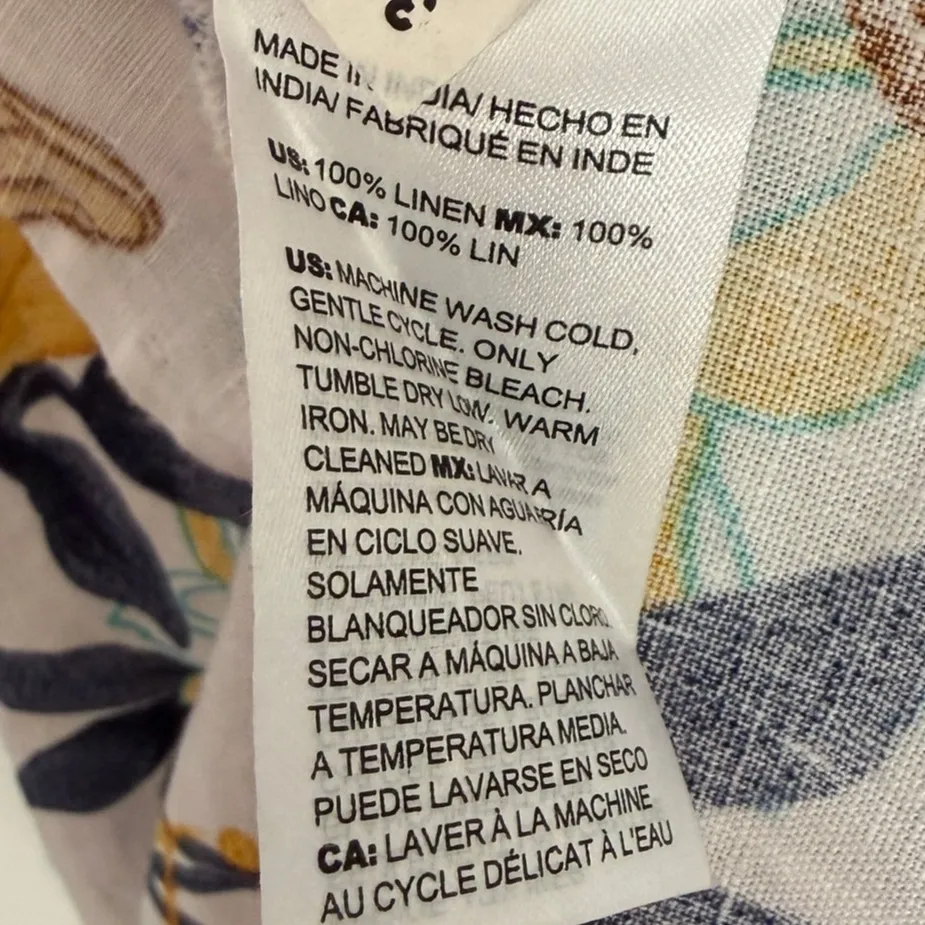 MADE IN INDIA/ HECHO EN
INDIA/ FABRIQUÉ EN INDE
US: 100% LINEN MX: 100%
LINO CA: 100% LIN
US: MACHINE WASH COLD,
GENTLE CYCLE. ONLY
NON-CHLORINE BLEACH.
TUMBLE DRY LOW. WARM
IRON. MAY BE DRY
CLEANED MX: LAVAR A
MÁQUINA CON AGUA FRÍA
EN CICLO SUAVE.
SOLAMENTE
BLANQUEADOR SIN CLORO.
SECAR A MÁQUINA A BAJA
TEMPERATURA. PLANCHAR
A TEMPERATURA MEDIA.
PUEDE LAVARSE EN SECO
CA: LAVER À LA MACHINE
AU CYCLE DÉLICAT À L'EAU